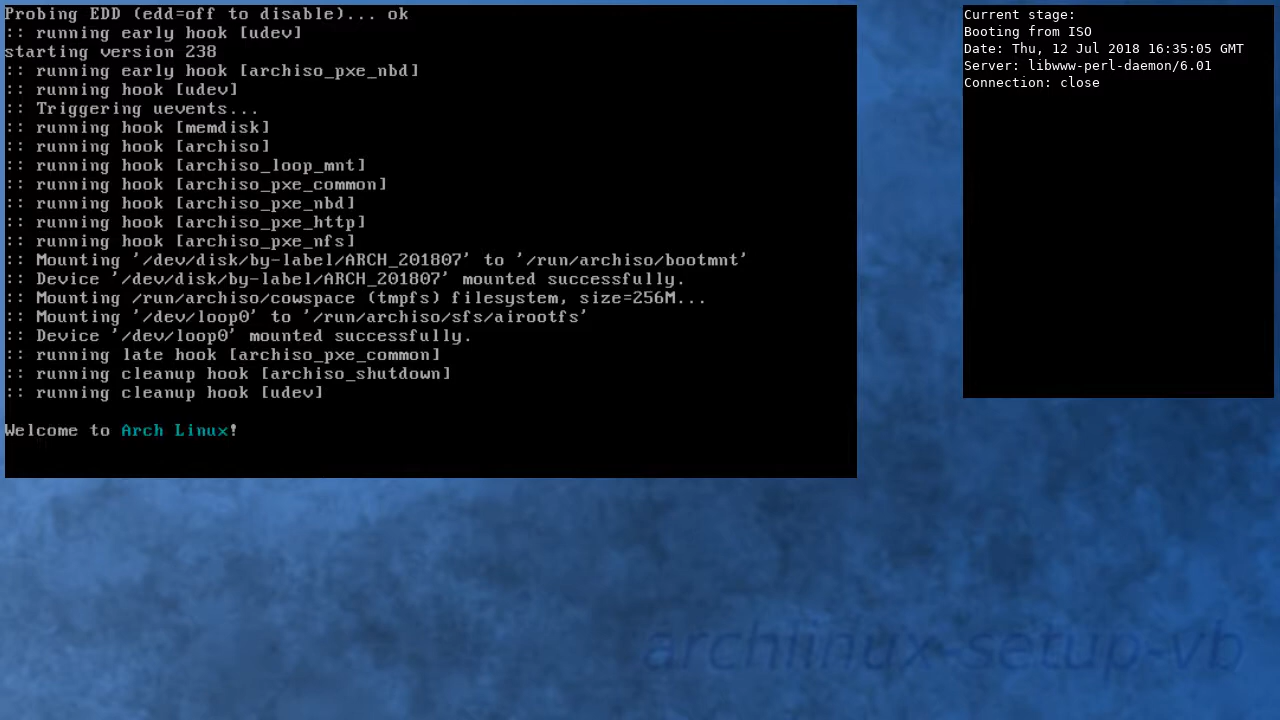 Probing EDD (edd=off to disable)... ok
:: running early hook [udev]
starting version 238
:: running early hook [archiso_pxe_nbd]
:: running hook [udev]
:: Triggering uevents...
:: running hook [memdisk]
:: running hook [archiso]
:: running hook [archiso_loop_mnt]
:: running hook [archiso_pxe_common]
:: running hook [archiso_pxe_nbd]
:: running hook [archiso_pxe_http]
:: running hook [archiso_pxe_nfs]
:: Mounting '/dev/disk/by-label/ARCH_201807' to '/run/archiso/bootmnt'
:: Device '/dev/disk/by-label/ARCH_201807' mounted successfully.
:: Mounting /run/archiso/cowspace (tmpfs) filesystem, size=256M...
:: Mounting '/dev/loop0' to '/run/archiso/sfs/airootfs'
:: Device '/dev/loop0' mounted successfully.
:: running late hook [archiso_pxe_common]
:: running cleanup hook [archiso_shutdown]
:: running cleanup hook [udev]
Welcome to Arch Linux!
Current stage:
Booting from ISO
Date: Thu, 12 Jul 2018 16:35:05 GMT
Server: libwww-perl-daemon/6.01
Connection: close
archlinux-setup-vb